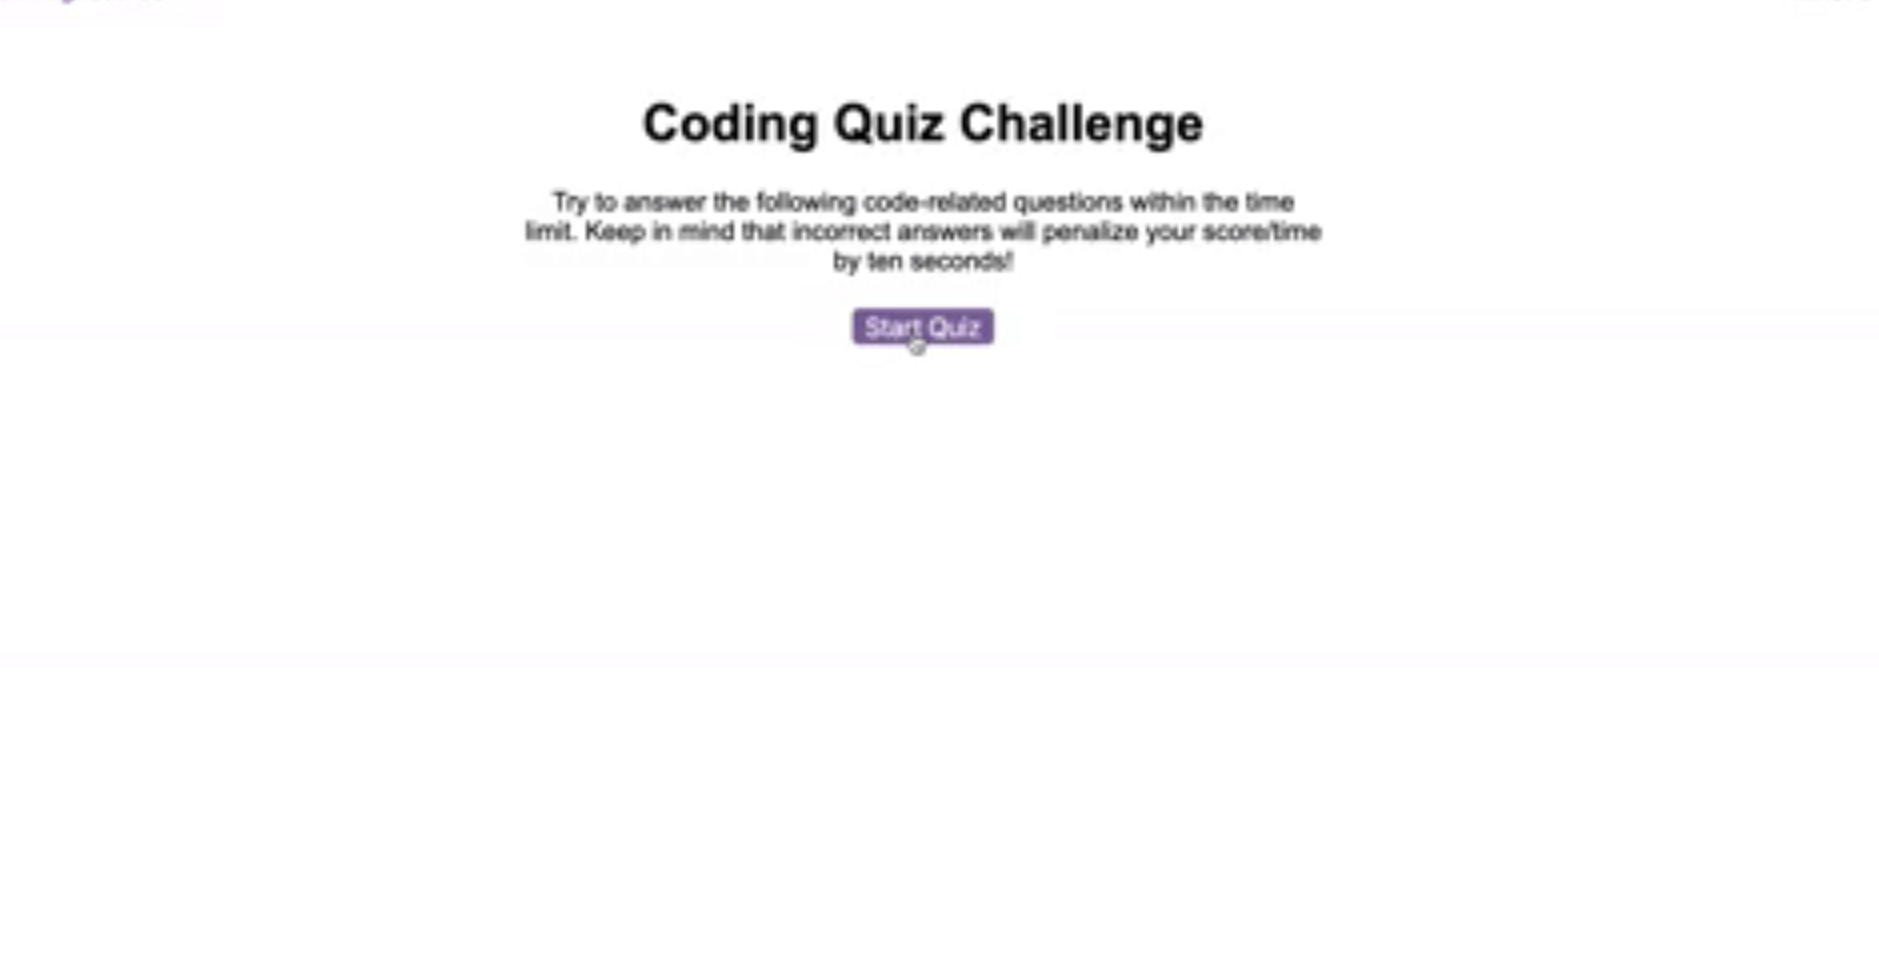 Coding Quiz Challenge
Try to answer the following code-related questions within the time
limit. Keep in mind that incorrect answers will penalize your score/time
by ten seconds!
Start Quiz